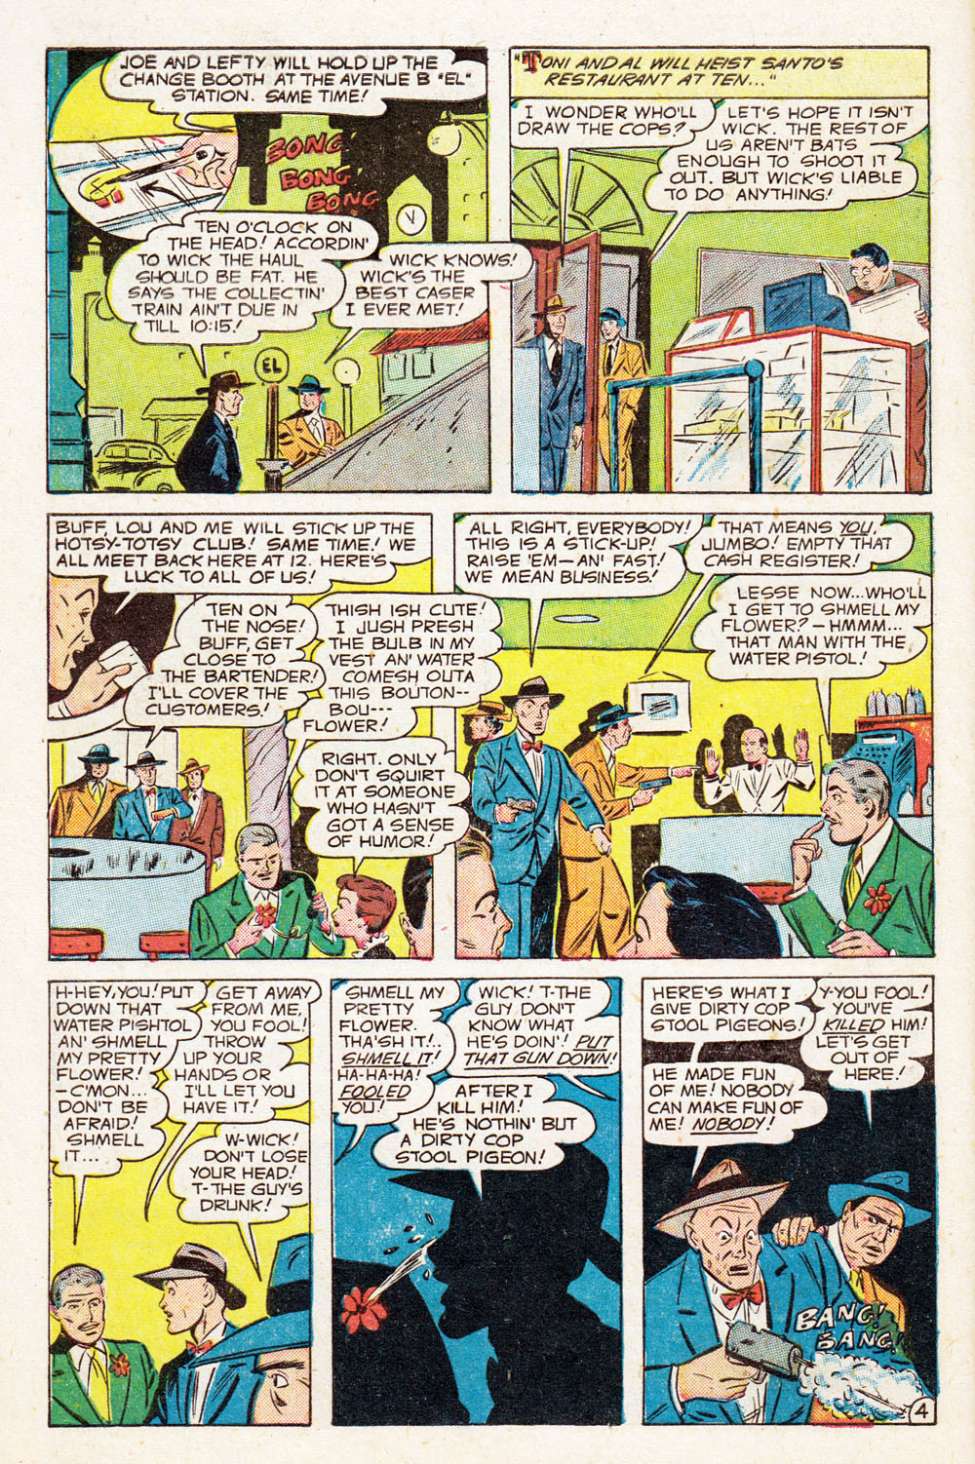 JOE AND LEFTY WILL HOLD UP THE
CHANGE BOOTH AT THE AVENUE B "EL"
STATION. SAME TIME!
BONG
BONG!
BONG
TEN O'CLOCK ON
THE HEAD! ACCORDIN'
TO WICK THE HAUL
SHOULD BE FAT. HE
SAYS THE COLLECTIN'
TRAIN AIN'T DUE IN
TILL 10:15!
WICK KNOWS!
WICK'S THE
BEST CASER
I EVER MET!
EL
"TONI AND AL WILL HEIST SANTO'S
RESTAURANT AT TEN..."
I WONDER WHO'LL
DRAW THE COPS?
LET'S HOPE IT ISN'T
WICK. THE REST OF
US AREN'T BATS
ENOUGH TO SHOOT IT
OUT. BUT WICK'S LIABLE
TO DO ANYTHING!
BUFF, LOU AND ME WILL STICK UP THE
HOTSY-TOTSY CLUB! SAME TIME! WE
ALL MEET BACK HERE AT 12. HERE'S
LUCK TO ALL OF US!
TEN ON
THE NOSE!
BUFF, GET
CLOSE TO
THE BARTENDER!
I'LL COVER THE
CUSTOMERS!
THISH ISH CUTE!
I JUSH PRESH
THE BULB IN MY
VEST AN' WATER
COMESH OUTA
THIS BOUTON--
BOU---
FLOWER!
RIGHT. ONLY
DON'T SQUIRT
IT AT SOMEONE
WHO HASN'T
GOT A SENSE
OF HUMOR!
ALL RIGHT, EVERYBODY!
THIS IS A STICK-UP!
RAISE 'EM—AN' FAST!
WE MEAN BUSINESS!
THAT MEANS YOU,
JUMBO! EMPTY THAT
CASH REGISTER!
LESSE NOW...WHO'LL
I GET TO SHMELL MY
FLOWER?-HMMM...
THAT MAN WITH THE
WATER PISTOL!
H-HEY, YOU! PUT
DOWN THAT
WATER PISHTOL
AN' SHMELL
MY PRETTY
FLOWER!
-C'MON...
DON'T BE
AFRAID!
SHMELL
IT...
GET AWAY
FROM ME,
YOU FOOL!
THROW
UP YOUR
HANDS OR
I'LL LET YOU
HAVE IT!
W-WICK!
DON'T LOSE
YOUR HEAD!
T-THE GUY'S
DRUNK!
SHMELL MY
PRETTY
FLOWER.
THA'SH IT!..
SHMELL IT!
HA-HA-HA!
FOOLED
YOU!
WICK! T-THE
GUY DON'T
KNOW WHAT
HE'S DOIN'! PUT
THAT GUN DOWN!
AFTER I
KILL HIM!
HE'S NOTHIN' BUT
A DIRTY COP
STOOL PIGEON!
HERE'S WHAT I
GIVE DIRTY COP
STOOL PIGEONS!
HE MADE FUN
OF ME! NOBODY
CAN MAKE FUN OF
ME! NOBODY!
Y-YOU FOOL!
YOU'VE
KILLED HIM!
LET'S GET
OUT OF
HERE!
BANG!
BANG!
4